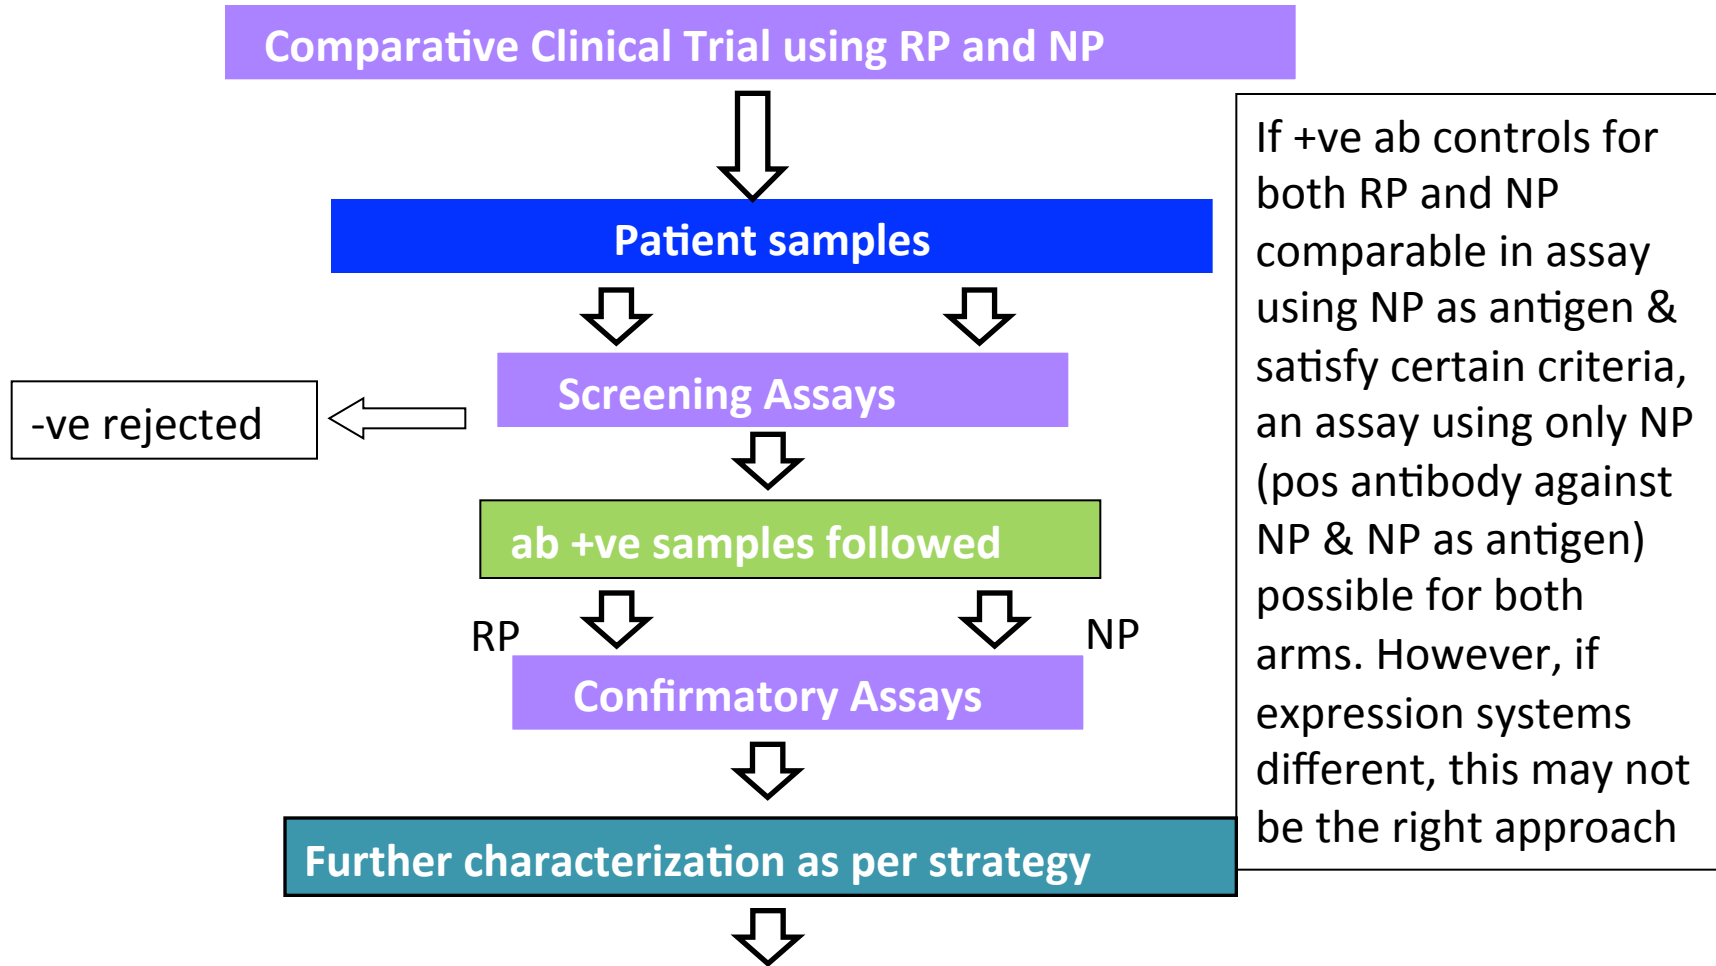 Comparative Clinical Trial using RP and NP
Patient samples
Screening Assays
-ve rejected
ab +ve samples followed
RP
NP
Confirmatory Assays
Further characterization as per strategy
If +ve ab controls for
both RP and NP
comparable in assay
using NP as antigen &
satisfy certain criteria,
an assay using only NP
(pos antibody against
NP & NP as antigen)
possible for both
arms. However, if
expression systems
different, this may not
be the right approach